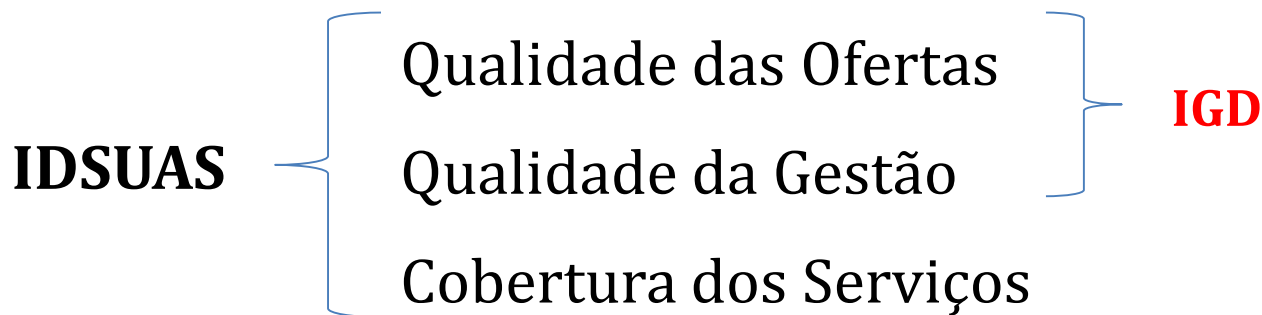 IDSUAS
Qualidade das Ofertas
Qualidade da Gestão
Cobertura dos Serviços
IGD